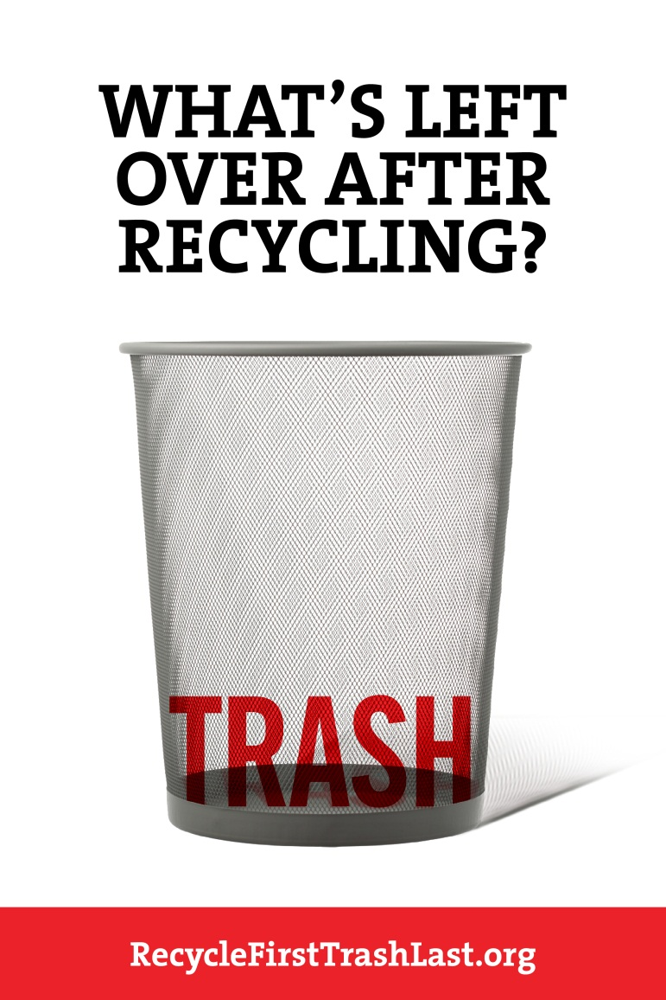 WHAT’S LEFT
OVER AFTER
RECYCLING?
TRASH
RecycleFirstTrashLast.org